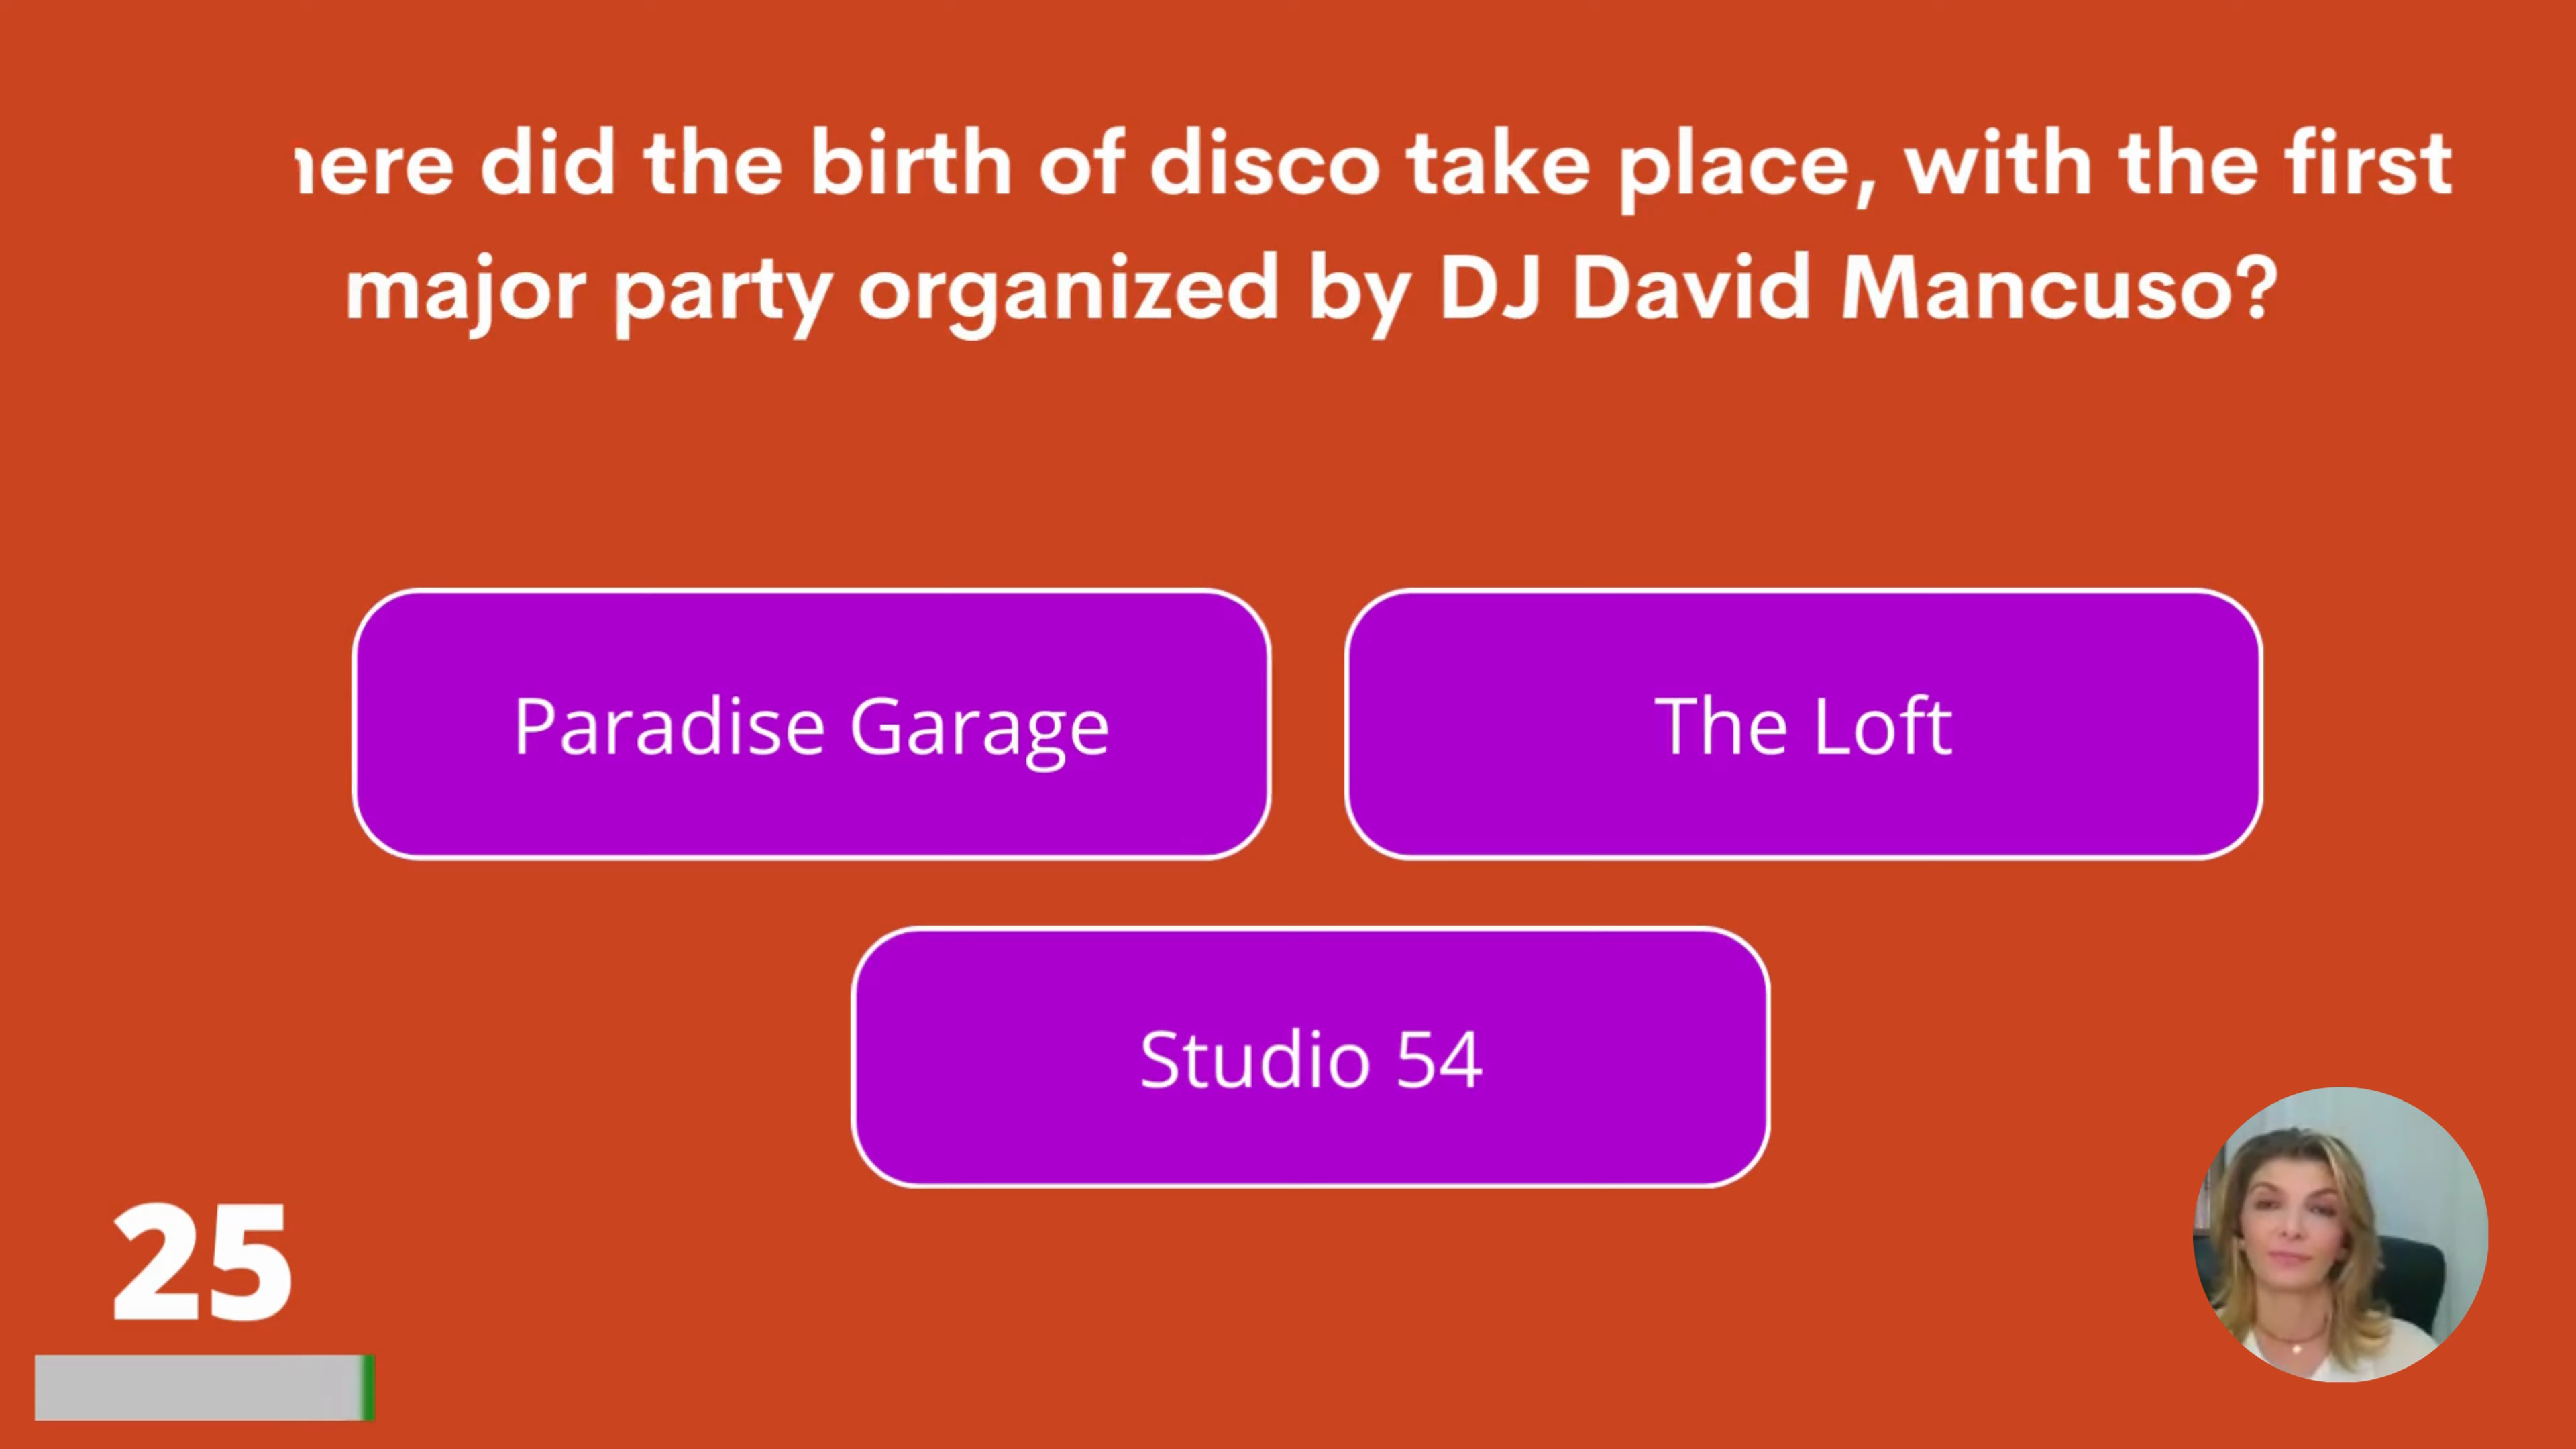 did the birth of disco take place, with the first
major party organized by DJ David Mancuso?
Paradise Garage
The Loft
Studio 54
25